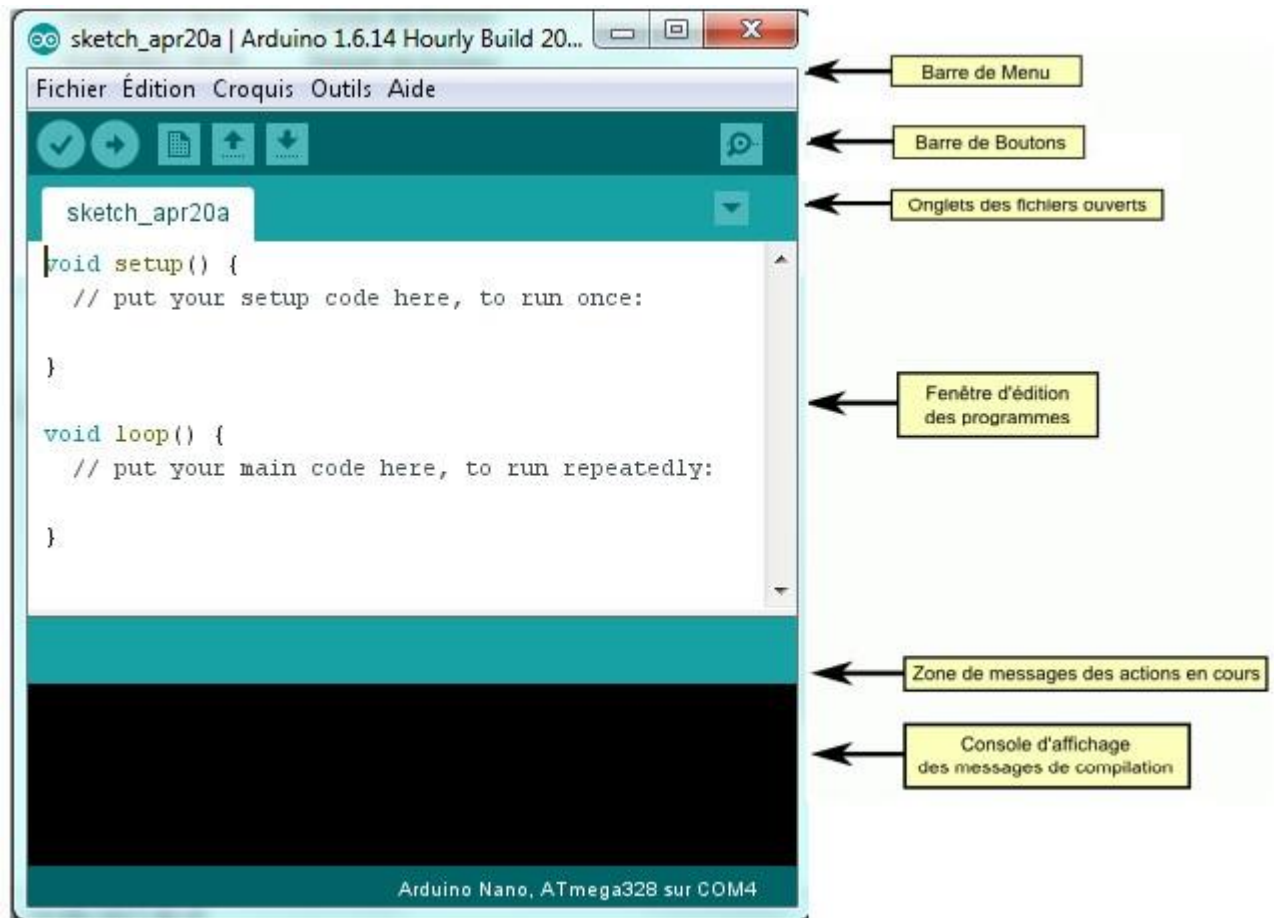 sketch_apr20a | Arduino 1.6.14 Hourly Build 20...
Fichier Édition Croquis Outils Aide
Barre de Menu
Barre de Boutons
sketch_apr20a
Onglets des fichiers ouverts
void setup() {
  // put your setup code here, to run once:
}
void loop() {
  // put your main code here, to run repeatedly:
}
Fenêtre d'édition
des programmes
Zone de messages des actions en cours
Console d'affichage
des messages de compilation
Arduino Nano, ATmega328 sur COM4